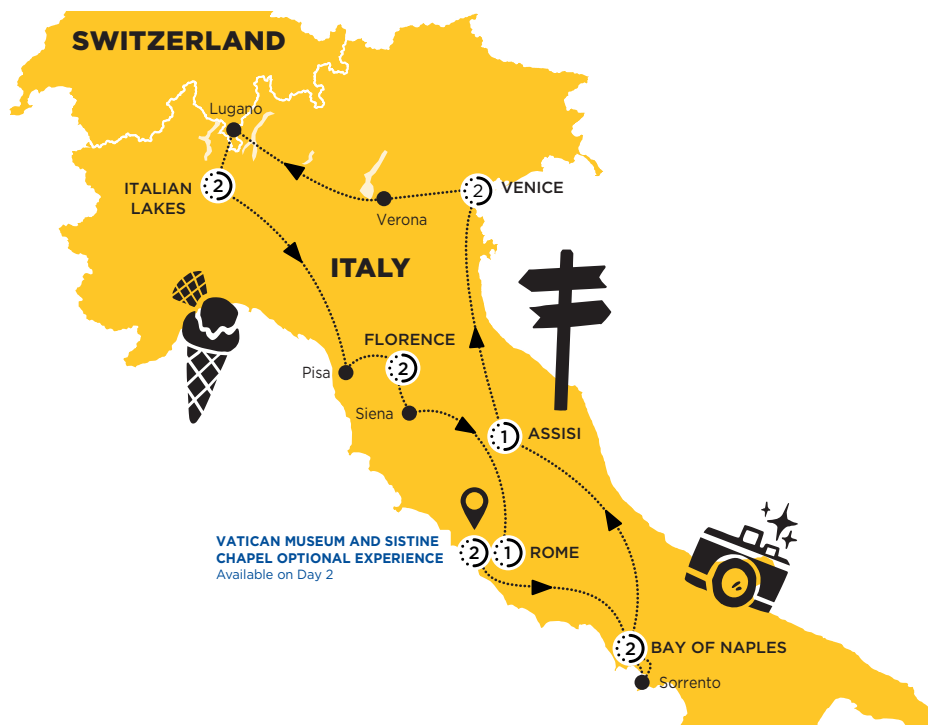 SWITZERLAND
Lugano
ITALIAN
LAKES
2
2
VENICE
Verona
ITALY
FLORENCE
2
Pisa
Siena
1
ASSISI
VATICAN MUSEUM AND SISTINE
CHAPEL OPTIONAL EXPERIENCE
Available on Day 2
2
1
ROME
2
BAY OF NAPLES
Sorrento